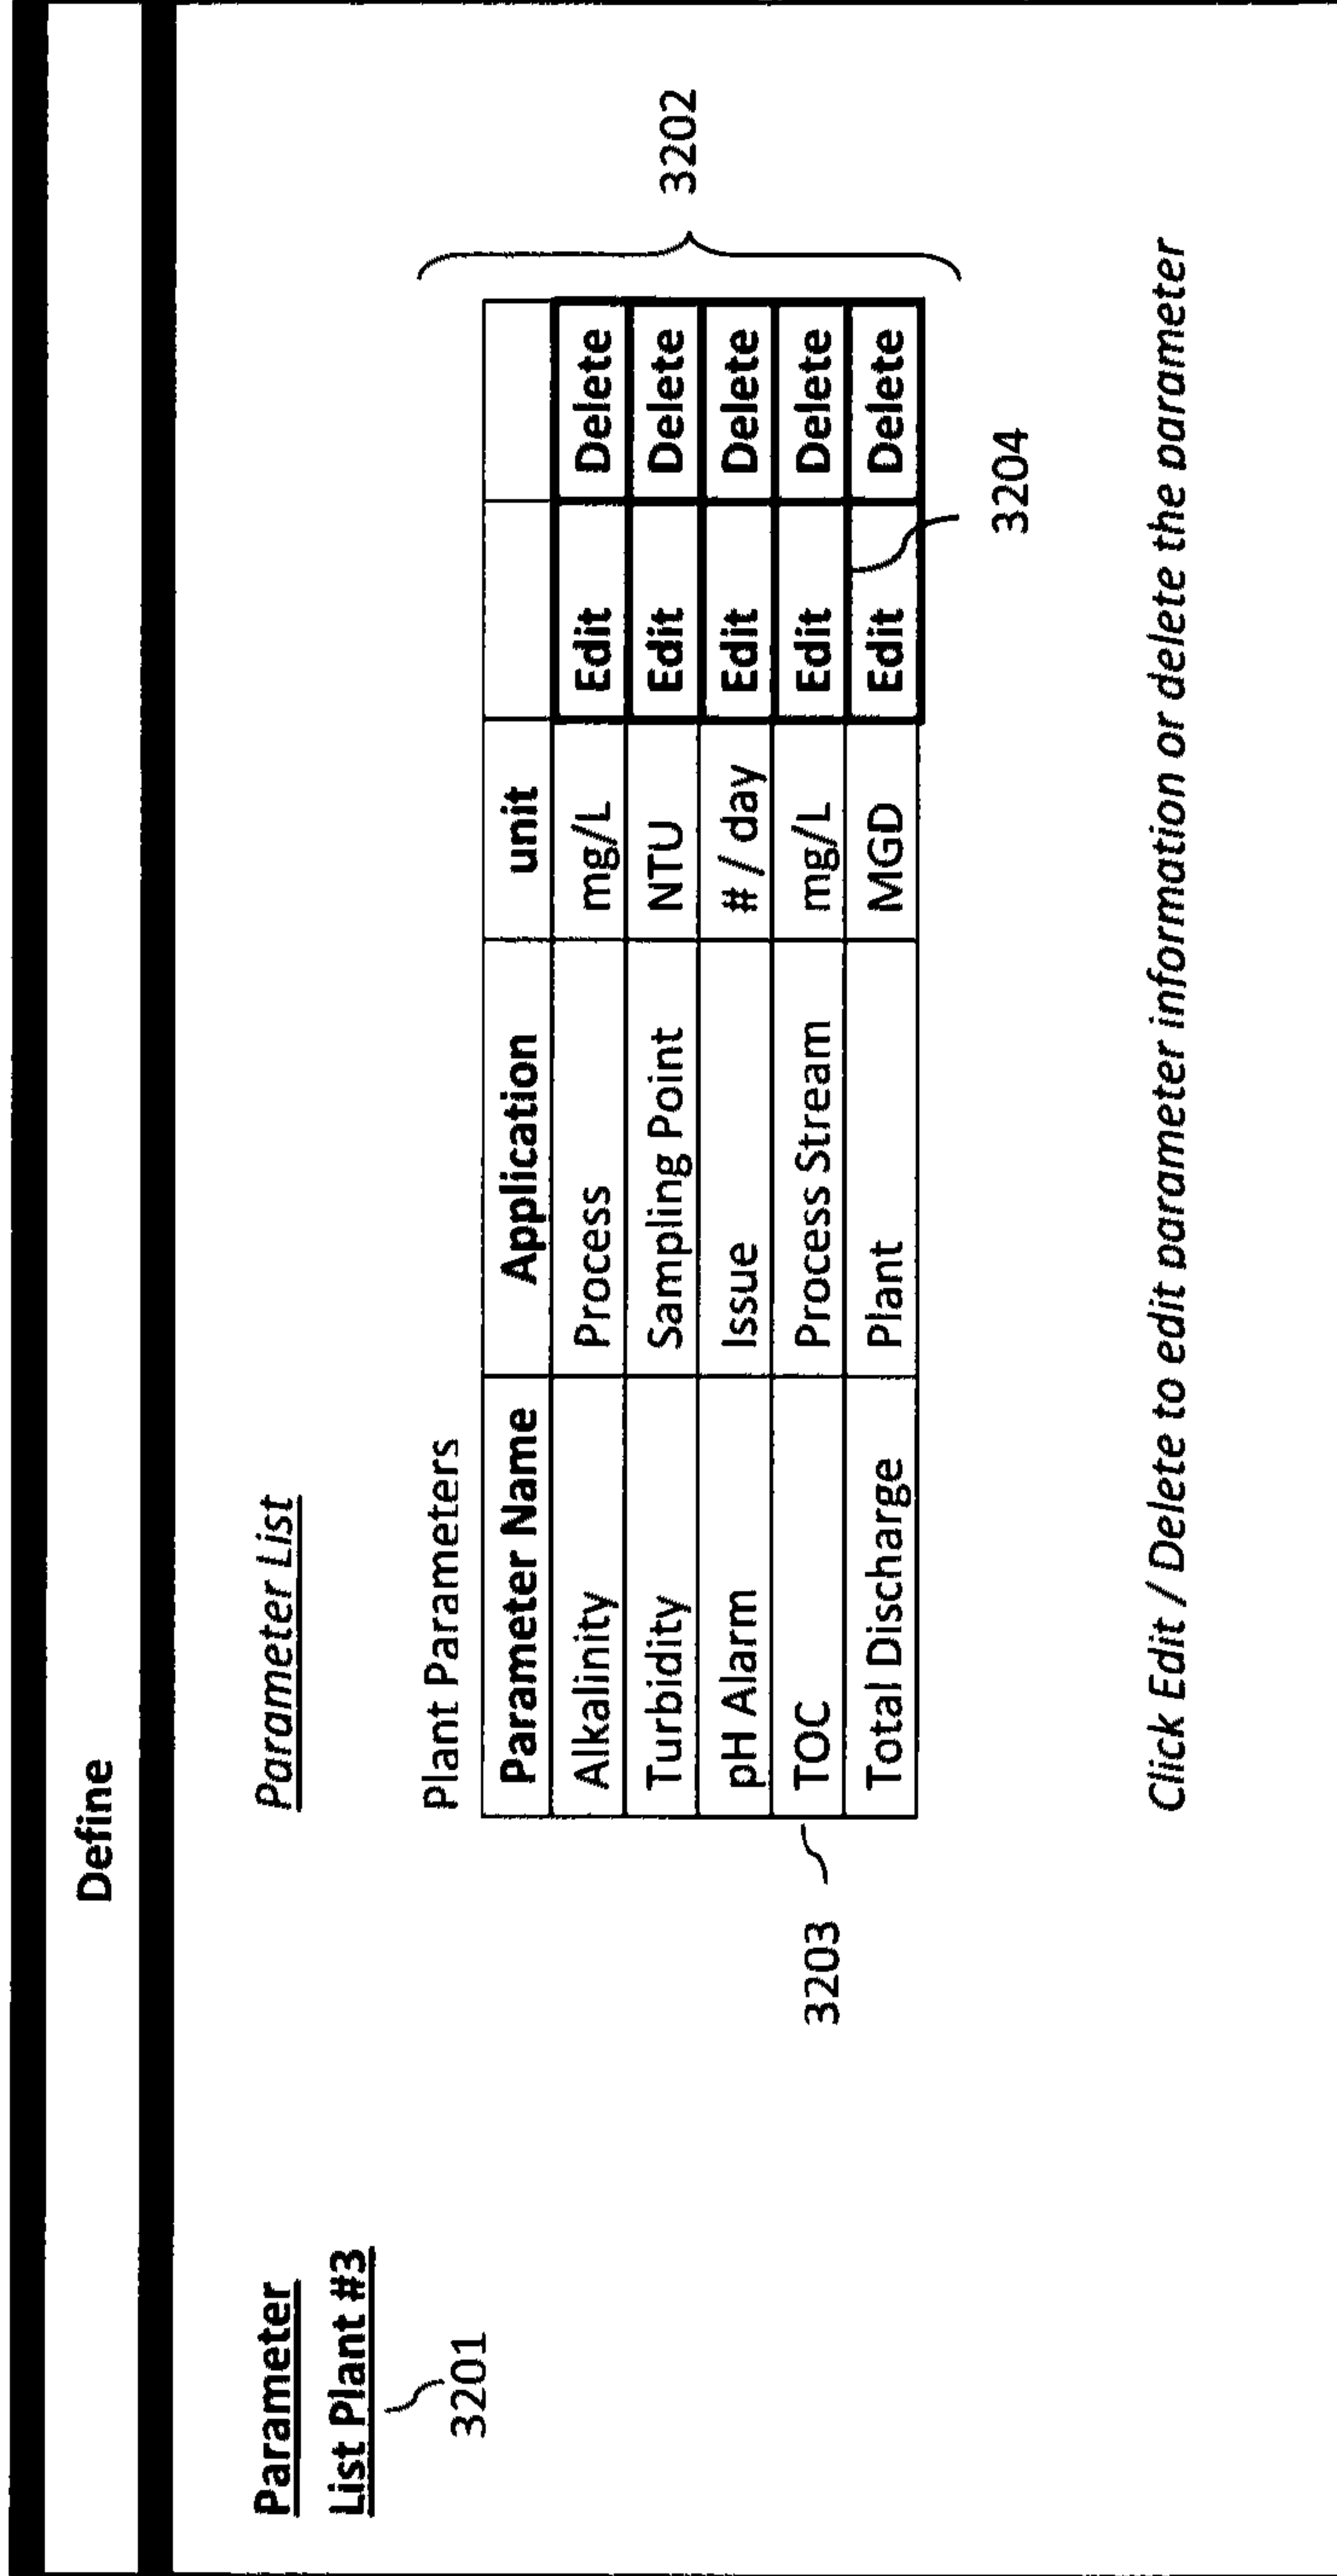 Define
Parameter
List Plant #3
3201
Parameter List
Plant Parameters
Parameter Name Application unit
Alkalinity Process mg/L Edit Delete
Turbidity Sampling Point NTU Edit Delete
pH Alarm Issue # / day Edit Delete
TOC Process Stream mg/L Edit Delete
Total Discharge Plant MGD Edit Delete
3202
3203
3204
Click Edit / Delete to edit parameter information or delete the parameter